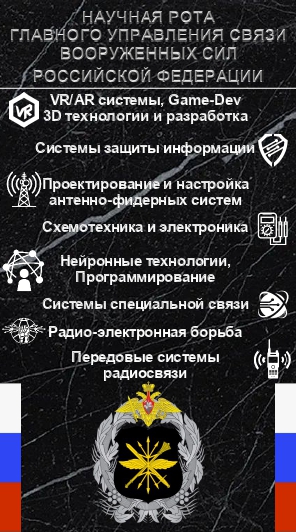 НАУЧНАЯ РОТА
ГЛАВНОГО УПРАВЛЕНИЯ СВЯЗИ
ВООРУЖЕННЫХ СИЛ
РОССИЙСКОЙ ФЕДЕРАЦИИ
VR
VR/AR системы, Game-Dev
3D технологии и разработка
Системы защиты информации
Проектирование и настройка
антенно-фидерных систем
Схемотехника и электроника
Нейронные технологии,
Программирование
Системы специальной связи
Радио-электронная борьба
Передовые системы
радиосвязи